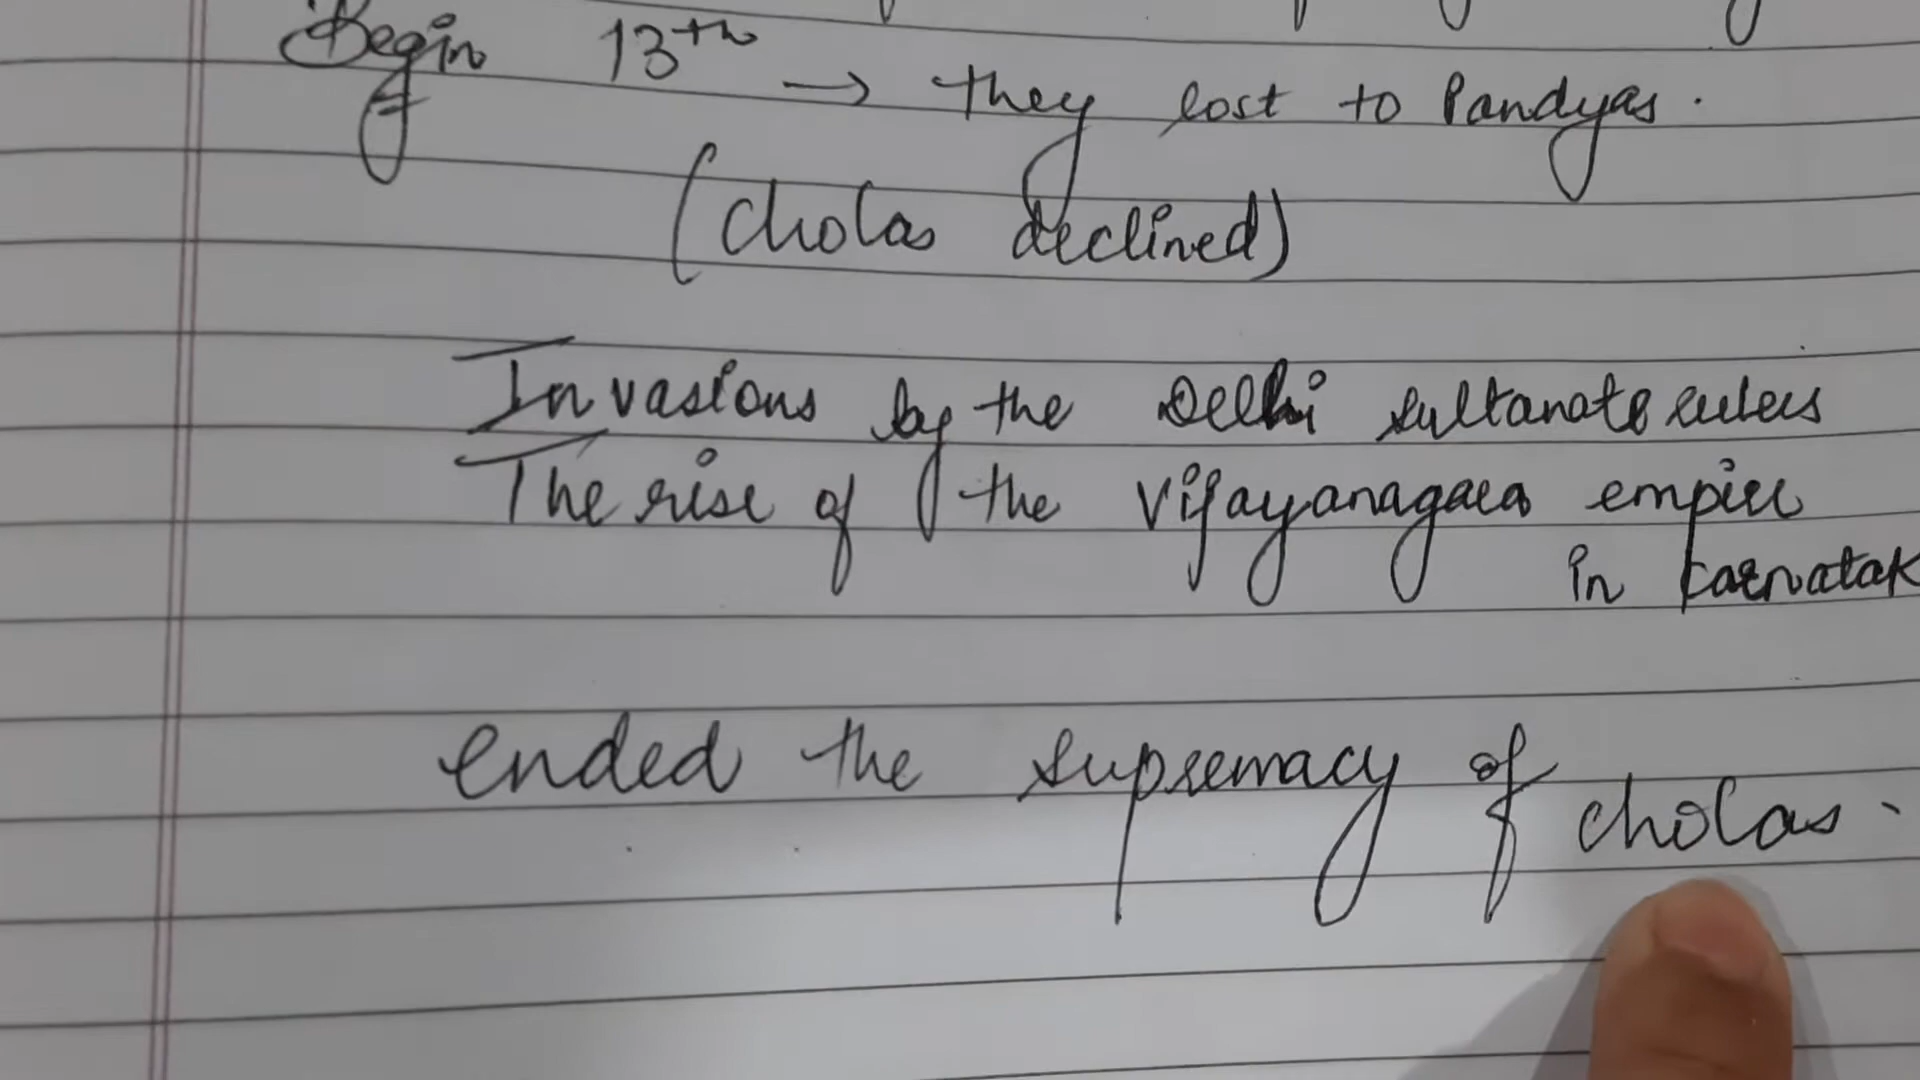 Begin 13th → they lost to Pandyas.
(Cholas declined)
Invasions by the Delhi sultanate rulers
The rise of the Vijayanagara empire
in Karnatak
ended the supremacy of
cholas.